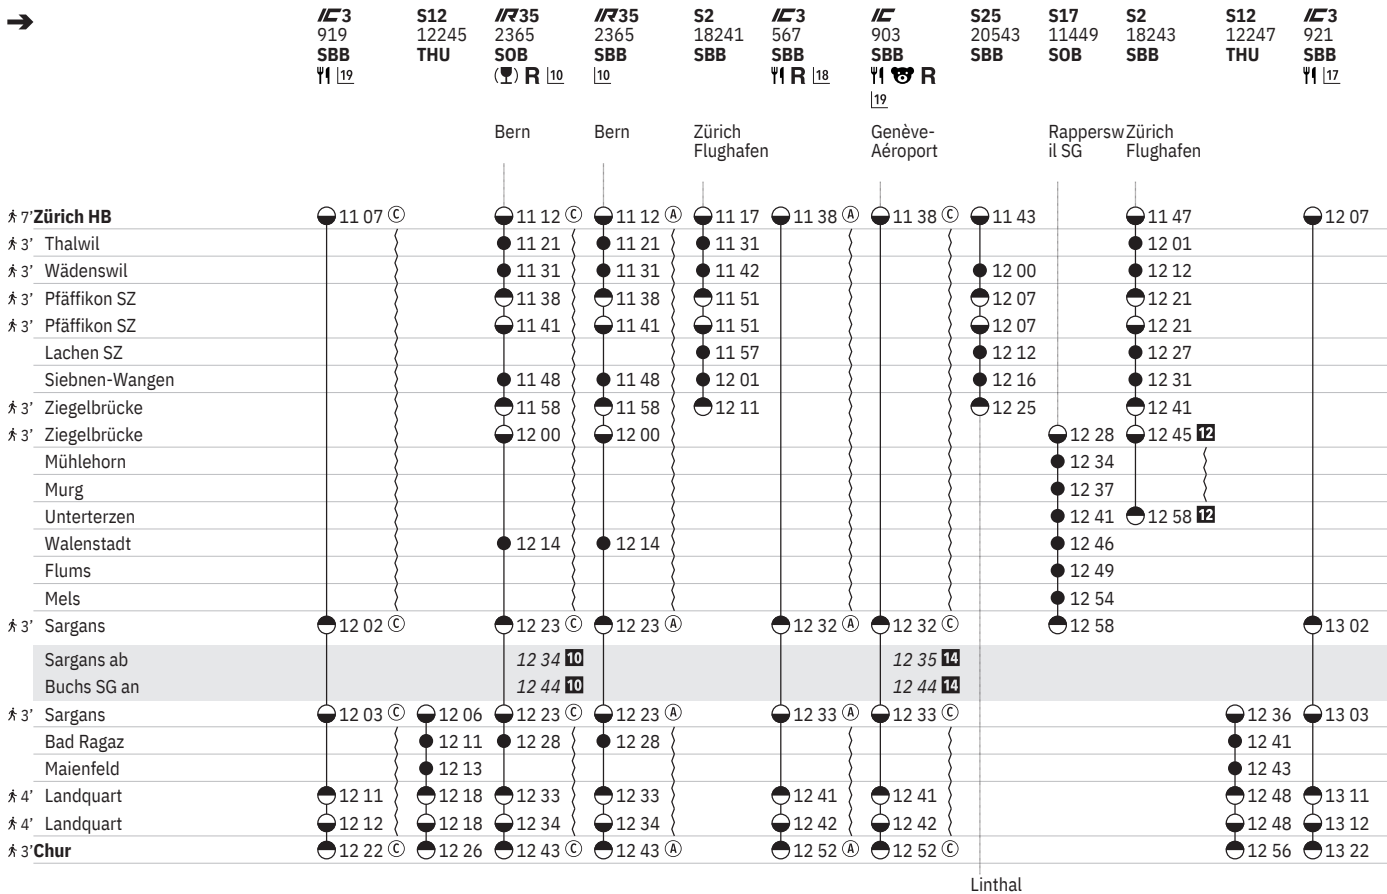 IC3 S12 IR35 IR35 S2 IC3 IC S25 S17 S2 S12 IC3
919 12245 2365 2365 18241 567 903 20543 11449 18243 12247 921
SBB THU SOB SBB SBB SBB SBB SBB SOB SBB THU SBB
19 R 10 10 R 18 R 17
19
Bern Bern Zürich Genève- Rappersw Zürich
Flughafen Aéroport il SG Flughafen
7' Zürich HB 11 07 C 11 12 C 11 12 A 11 17 11 38 A 11 38 C 11 43 11 47 12 07
3' Thalwil 11 21 11 21 11 31 12 01
3' Wädenswil 11 31 11 31 11 42 12 00 12 12
3' Pfäffikon SZ 11 38 11 38 11 51 12 07 12 21
3' Pfäffikon SZ 11 41 11 41 11 51 12 07 12 21
Lachen SZ 11 57 12 12 12 27
Siebnen-Wangen 11 48 11 48 12 01 12 16 12 31
3' Ziegelbrücke 11 58 11 58 12 11 12 25 12 41
3' Ziegelbrücke 12 00 12 00 12 28 12 45 12
Mühlehorn 12 34
Murg 12 37
Unterterzen 12 41 12 58 12
Walenstadt 12 14 12 14 12 46
Flums 12 49
Mels 12 54
3' Sargans 12 02 C 12 23 C 12 23 A 12 32 A 12 32 C 12 58 13 02
Sargans ab 12 34 10 12 35 14
Buchs SG an 12 44 10 12 44 14
3' Sargans 12 03 C 12 06 12 23 C 12 23 A 12 33 A 12 33 C 12 36 13 03
Bad Ragaz 12 11 12 28 12 28 12 41
Maienfeld 12 13 12 43
4' Landquart 12 11 12 18 12 33 12 33 12 41 12 41 12 48 13 11
4' Landquart 12 12 12 18 12 34 12 34 12 42 12 42 12 48 13 12
3' Chur 12 22 C 12 26 12 43 C 12 43 A 12 52 A 12 52 C 12 56 13 22
Linthal